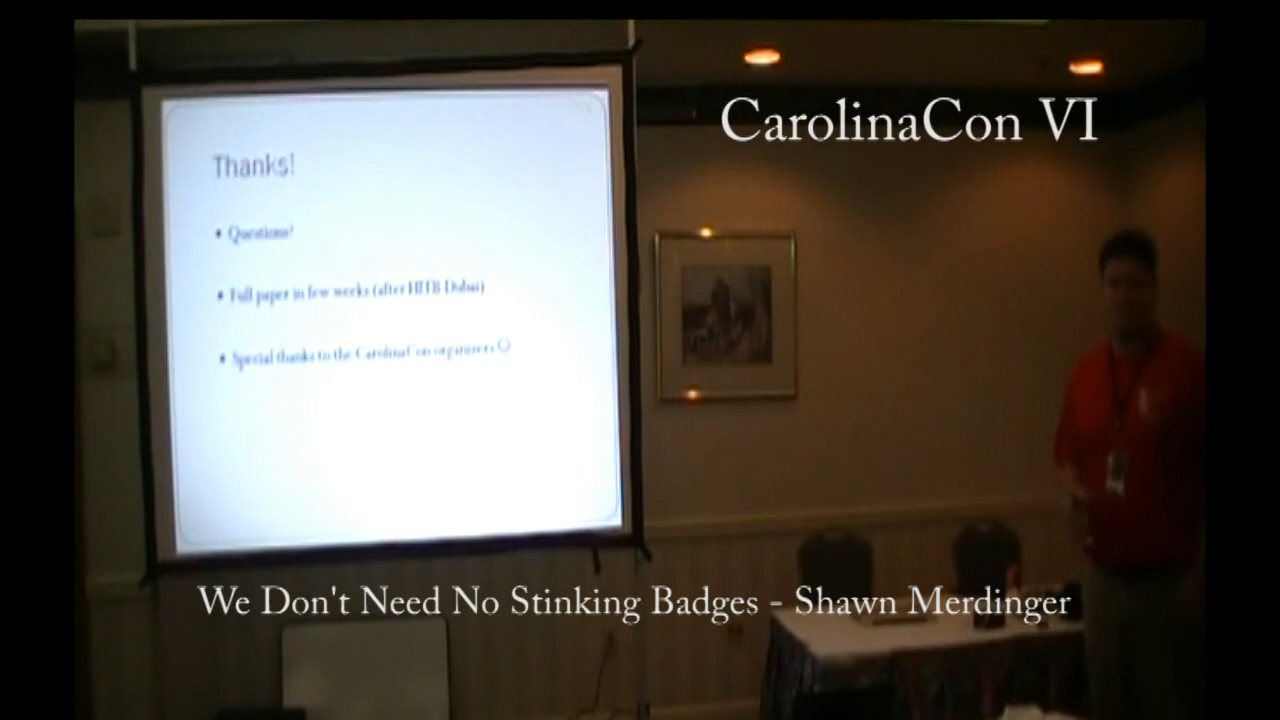 CarolinaCon VI
Thanks!
• Questions?
• Full paper in few weeks (after HITB Dubai)
• Special thanks to the CarolinaCon organizers ☺
We Don't Need No Stinking Badges - Shawn Merdinger